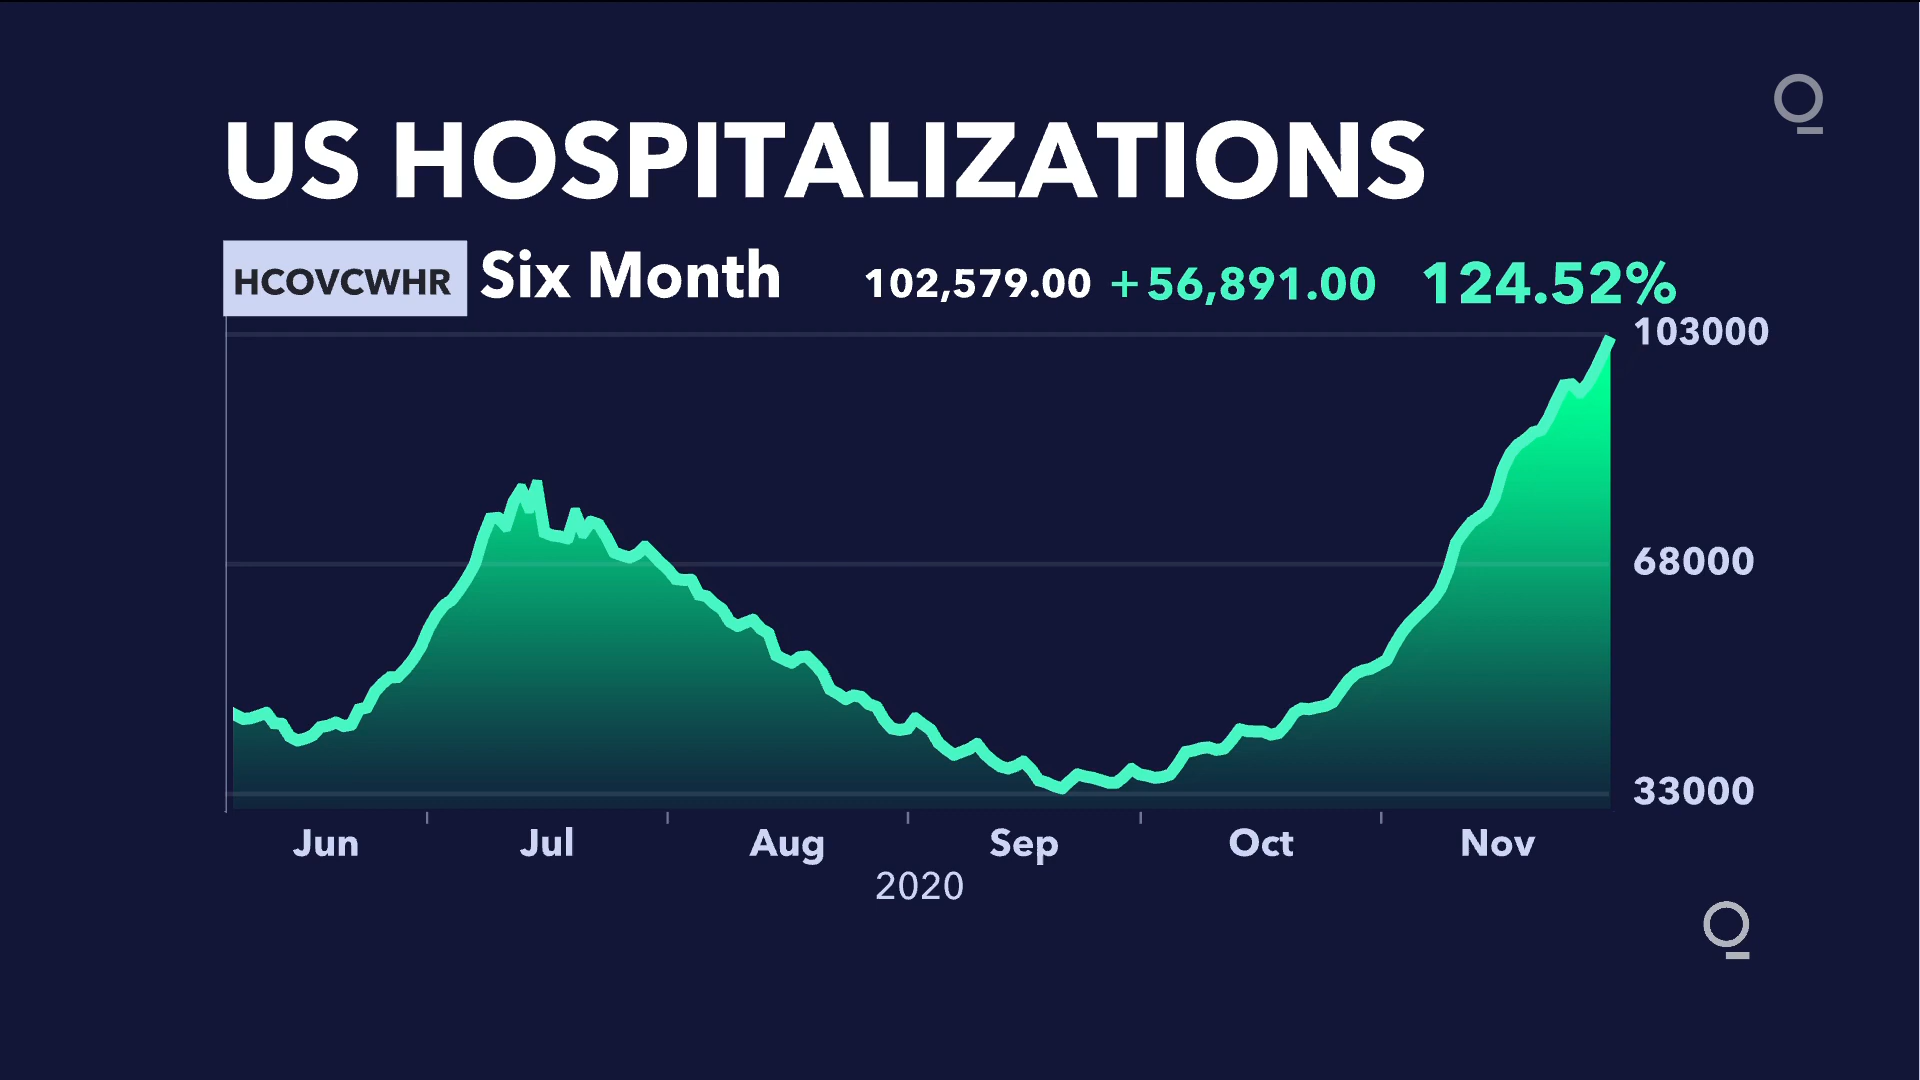 US HOSPITALIZATIONS
HCOVCWHR Six Month 102,579.00 +56,891.00 124.52%
103000
68000
33000
Jun Jul Aug Sep Oct Nov
2020